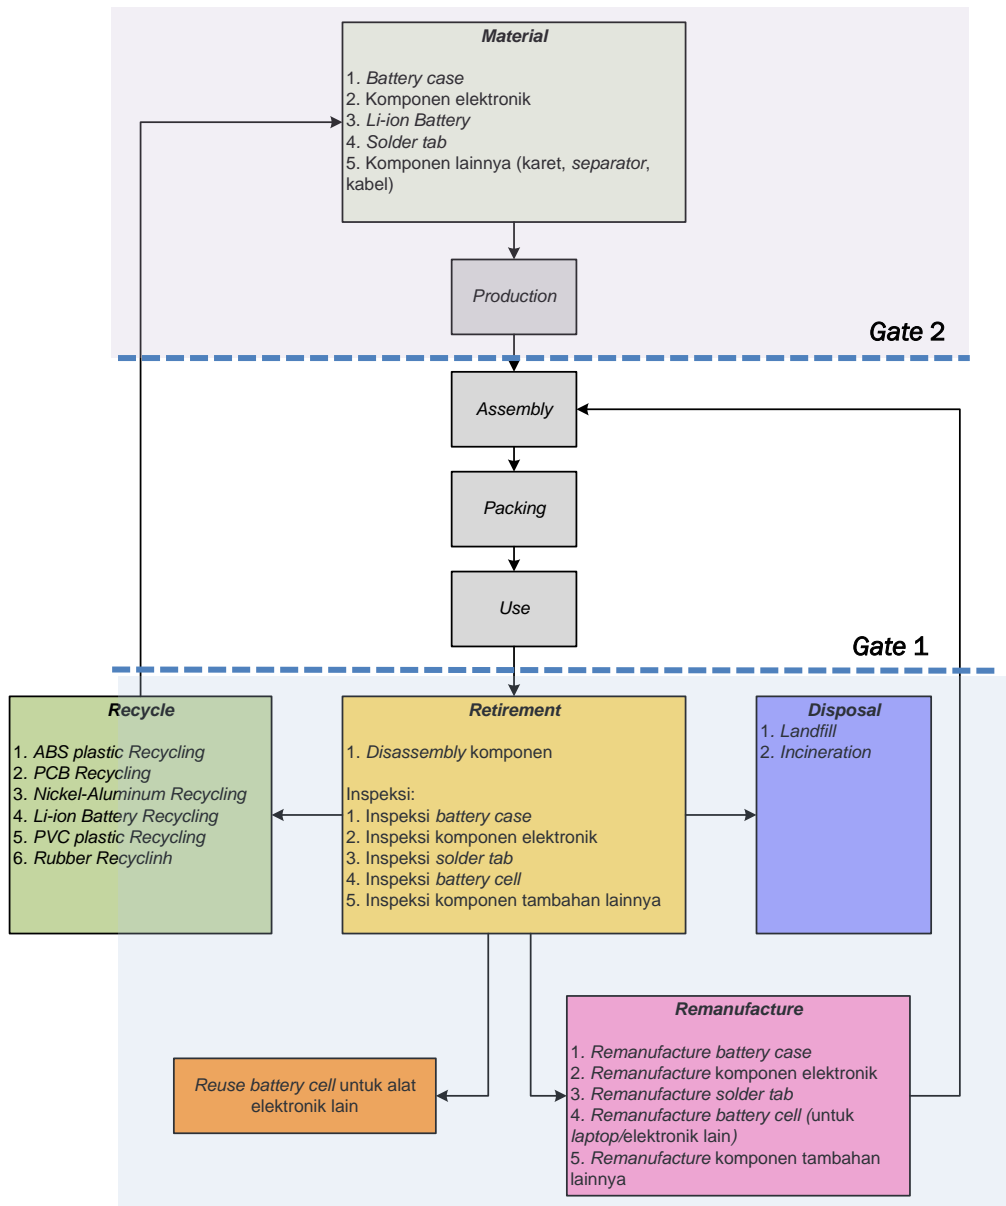 Material
1. Battery case
2. Komponen elektronik
3. Li-ion Battery
4. Solder tab
5. Komponen lainnya (karet, separator,
kabel)
Production
Gate 2
Assembly
Packing
Use
Gate 1
Recycle
1. ABS plastic Recycling
2. PCB Recycling
3. Nickel-Aluminum Recycling
4. Li-ion Battery Recycling
5. PVC plastic Recycling
6. Rubber Recyclinh
Retirement
1. Disassembly komponen
Inspeksi:
1. Inspeksi battery case
2. Inspeksi komponen elektronik
3. Inspeksi solder tab
4. Inspeksi battery cell
5. Inspeksi komponen tambahan lainnya
Disposal
1. Landfill
2. Incineration
Reuse battery cell untuk alat
elektronik lain
Remanufacture
1. Remanufacture battery case
2. Remanufacture komponen elektronik
3. Remanufacture solder tab
4. Remanufacture battery cell (untuk
laptop/elektronik lain)
5. Remanufacture komponen tambahan
lainnya